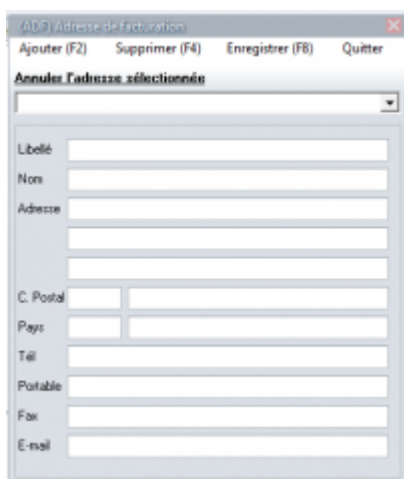 (ADF) Adresse de facturation
Ajouter (F2) Supprimer (F4) Enregistrer (F8) Quitter
Annuler l'adresse sélectionnée
Libellé
Nom
Adresse
C. Postal
Pays
Tél
Portable
Fax
E-mail